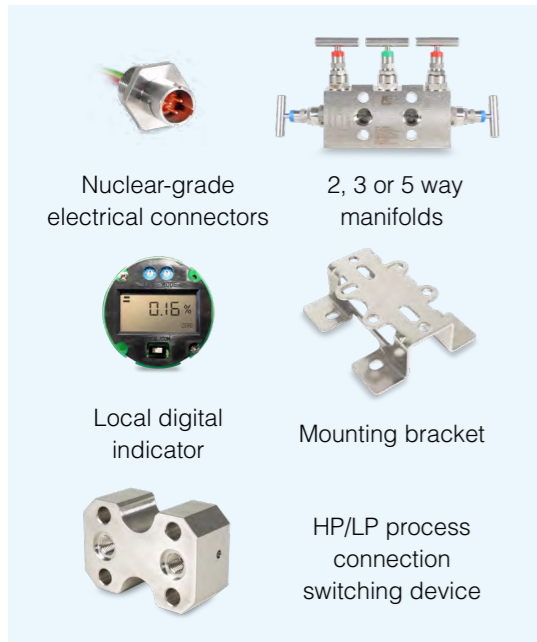 Nuclear-grade
electrical connectors
2, 3 or 5 way
manifolds
0.16 %
ZERO
Local digital
indicator
Mounting bracket
HP/LP process
connection
switching device